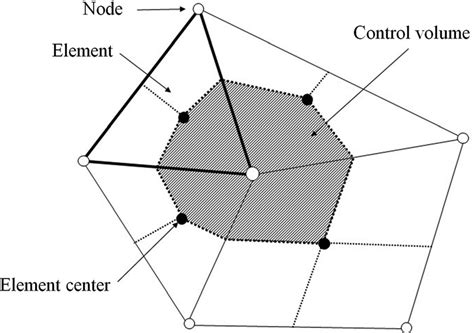 Node
Control volume
Element
Element center